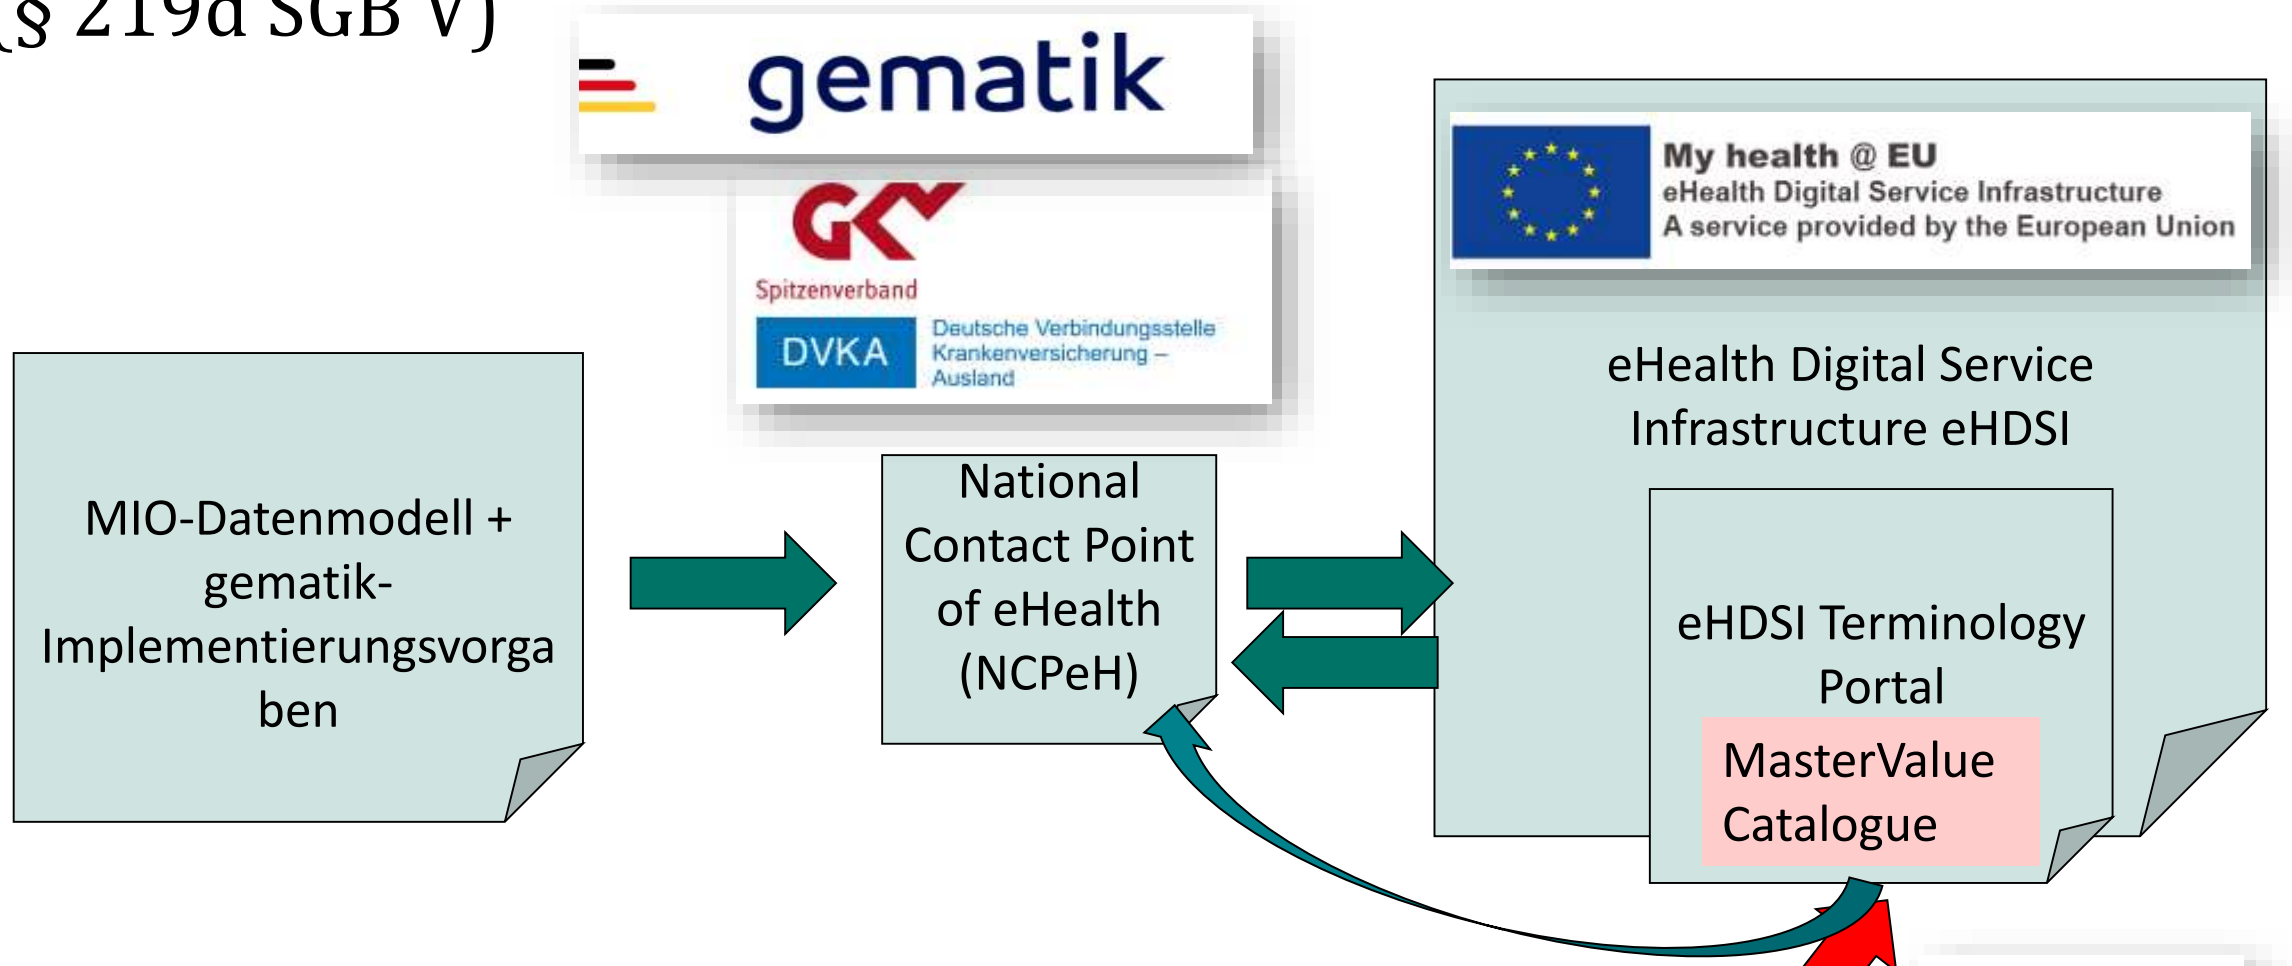 (§ 219d SGB V)
gematik
GKV
Spitzenverband
DVKA
Deutsche Verbindungsstelle
Krankenversicherung –
Ausland
My health @ EU
eHealth Digital Service Infrastructure
A service provided by the European Union
eHealth Digital Service
Infrastructure eHDSI
MIO-Datenmodell +
gematik-
Implementierungsvorga
ben
National
Contact Point
of eHealth
(NCPeH)
eHDSI Terminology
Portal
MasterValue
Catalogue